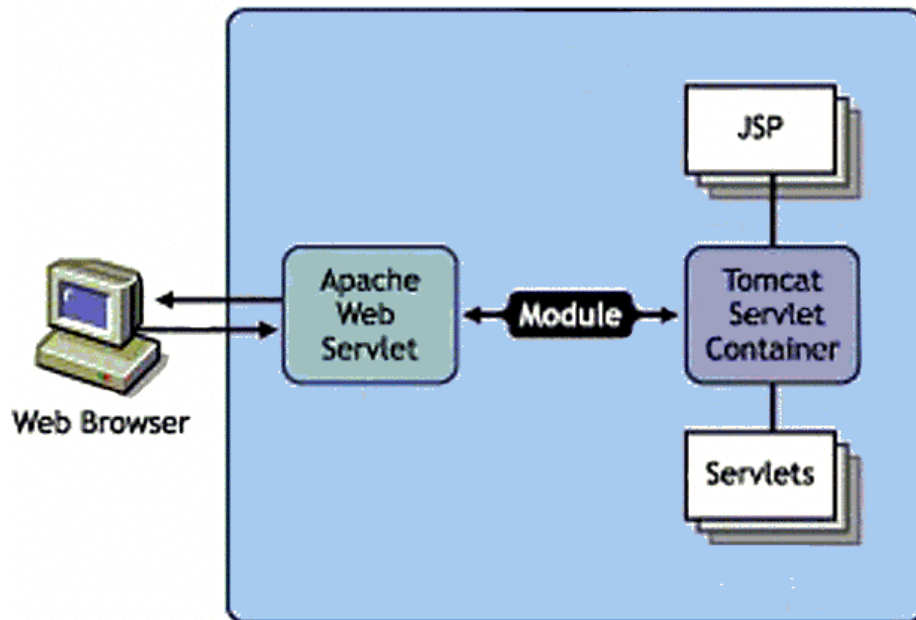 JSP
Apache
Web
Servlet
Module
Tomcat
Servlet
Container
Web Browser
Servlets